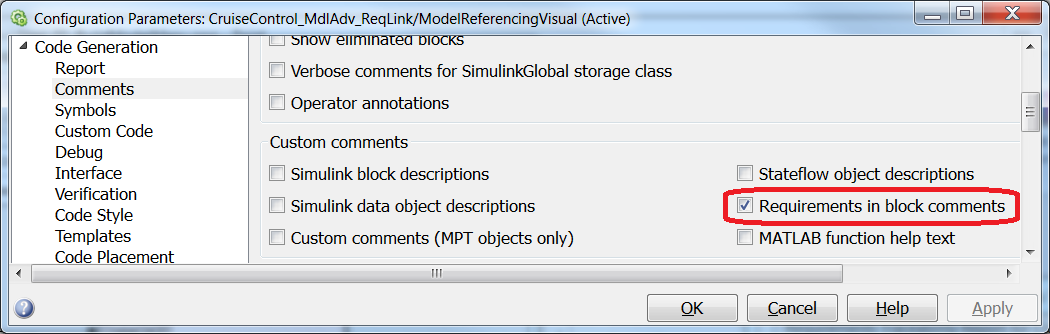 Configuration Parameters: CruiseControl_MdlAdv_ReqLink/ModelReferencingVisual (Active)
Code Generation
Report
Comments
Symbols
Custom Code
Debug
Interface
Verification
Code Style
Templates
Code Placement
Show eliminated blocks
Verbose comments for SimulinkGlobal storage class
Operator annotations
Custom comments
Simulink block descriptions
Stateflow object descriptions
Simulink data object descriptions
Requirements in block comments
Custom comments (MPT objects only)
MATLAB function help text
OK
Cancel
Help
Apply